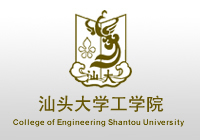 汕大
汕头大学工学院
College of Engineering Shantou University